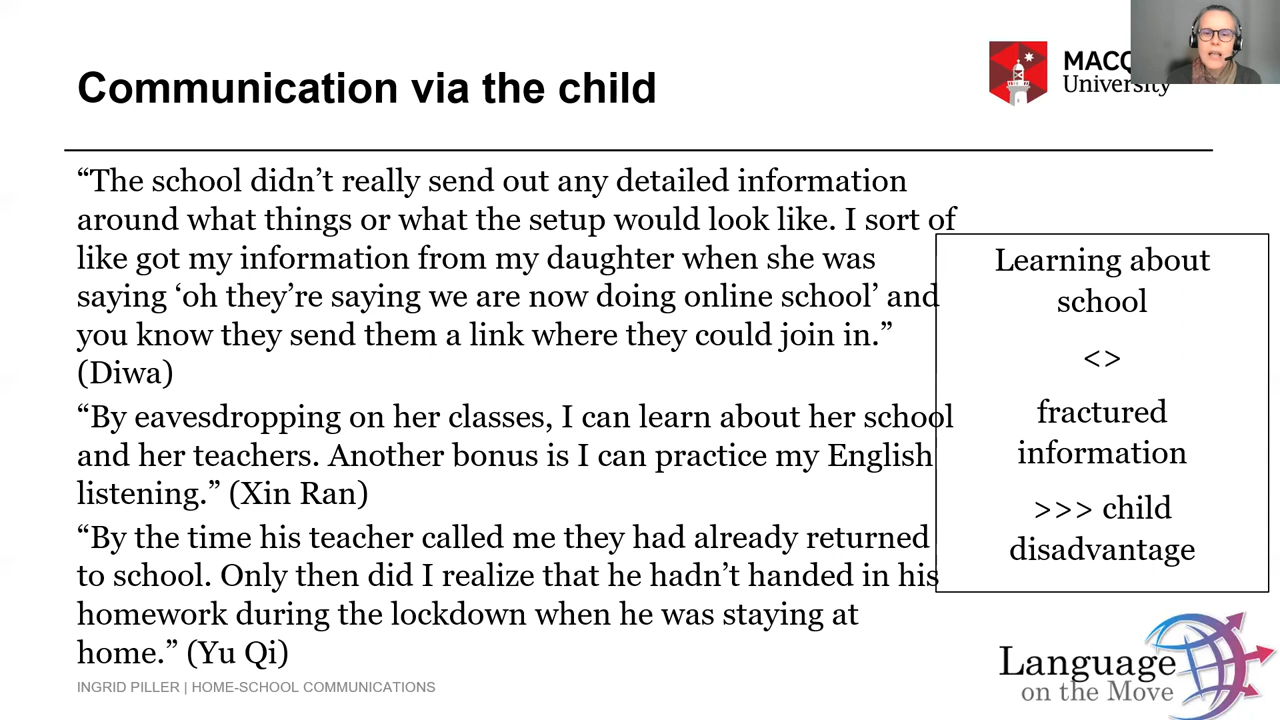 Communication via the child
MACQ
University
“The school didn’t really send out any detailed information
around what things or what the setup would look like. I sort of
like got my information from my daughter when she was
saying ‘oh they’re saying we are now doing online school’ and
you know they send them a link where they could join in.”
(Diwa)
“By eavesdropping on her classes, I can learn about her school
and her teachers. Another bonus is I can practice my English
listening.” (Xin Ran)
“By the time his teacher called me they had already returned
to school. Only then did I realize that he hadn’t handed in his
homework during the lockdown when he was staying at
home.” (Yu Qi)
Learning about
school
<>
fractured
information
>>> child
disadvantage
INGRID PILLER | HOME-SCHOOL COMMUNICATIONS
Language
on the Move